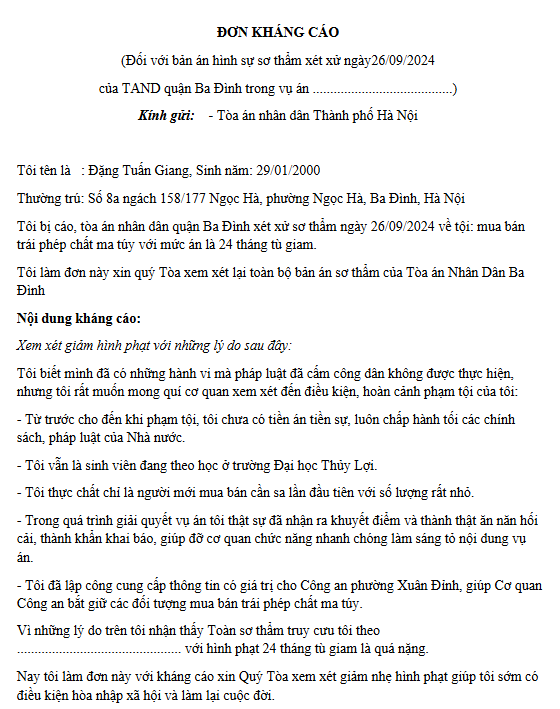 ĐƠN KHÁNG CÁO
(Đối với bản án hình sự sơ thẩm xét xử ngày26/09/2024
của TAND quận Ba Đình trong vụ án ........................................)
Kính gửi: - Tòa án nhân dân Thành phố Hà Nội
Tôi tên là : Đặng Tuấn Giang, Sinh năm: 29/01/2000
Thường trú: Số 8a ngách 158/177 Ngọc Hà, phường Ngọc Hà, Ba Đình, Hà Nội
Tôi bị cáo, tòa án nhân dân quận Ba Đình xét xử sơ thẩm ngày 26/09/2024 về tội: mua bán
trái phép chất ma túy với mức án là 24 tháng tù giam.
Tôi làm đơn này xin quý Tòa xem xét lại toàn bộ bản án sơ thẩm của Tòa án Nhân Dân Ba
Đình
Nội dung kháng cáo:
Xem xét giảm hình phạt với những lý do sau đây:
Tôi biết mình đã có những hành vi mà pháp luật đã cấm công dân không được thực hiện,
nhưng tôi rất muốn mong quí cơ quan xem xét đến điều kiện, hoàn cảnh phạm tội của tôi:
- Từ trước cho đến khi phạm tội, tôi chưa có tiền án tiền sự, luôn chấp hành tối các chính
sách, pháp luật của Nhà nước.
- Tôi vẫn là sinh viên đang theo học ở trường Đại học Thủy Lợi.
- Tôi thực chất chỉ là người mới mua bán cần sa lần đầu tiên với số lượng rất nhỏ.
- Trong quá trình giải quyết vụ án tôi thật sự đã nhận ra khuyết điểm và thành thật ăn năn hối
cải, thành khẩn khai báo, giúp đỡ cơ quan chức năng nhanh chóng làm sáng tỏ nội dung vụ
án.
- Tôi đã lập công cung cấp thông tin có giá trị cho Công an phường Xuân Đỉnh, giúp Cơ quan
Công an bắt giữ các đối tượng mua bán trái phép chất ma túy.
Vì những lý do trên tôi nhận thấy Toàn sơ thẩm truy cưu tôi theo
............................................... với hình phạt 24 tháng tù giam là quá nặng.
Nay tôi làm đơn này với kháng cáo xin Quý Tòa xem xét giảm nhẹ hình phạt giúp tôi sớm có
điều kiện hòa nhập xã hội và làm lại cuộc đời.